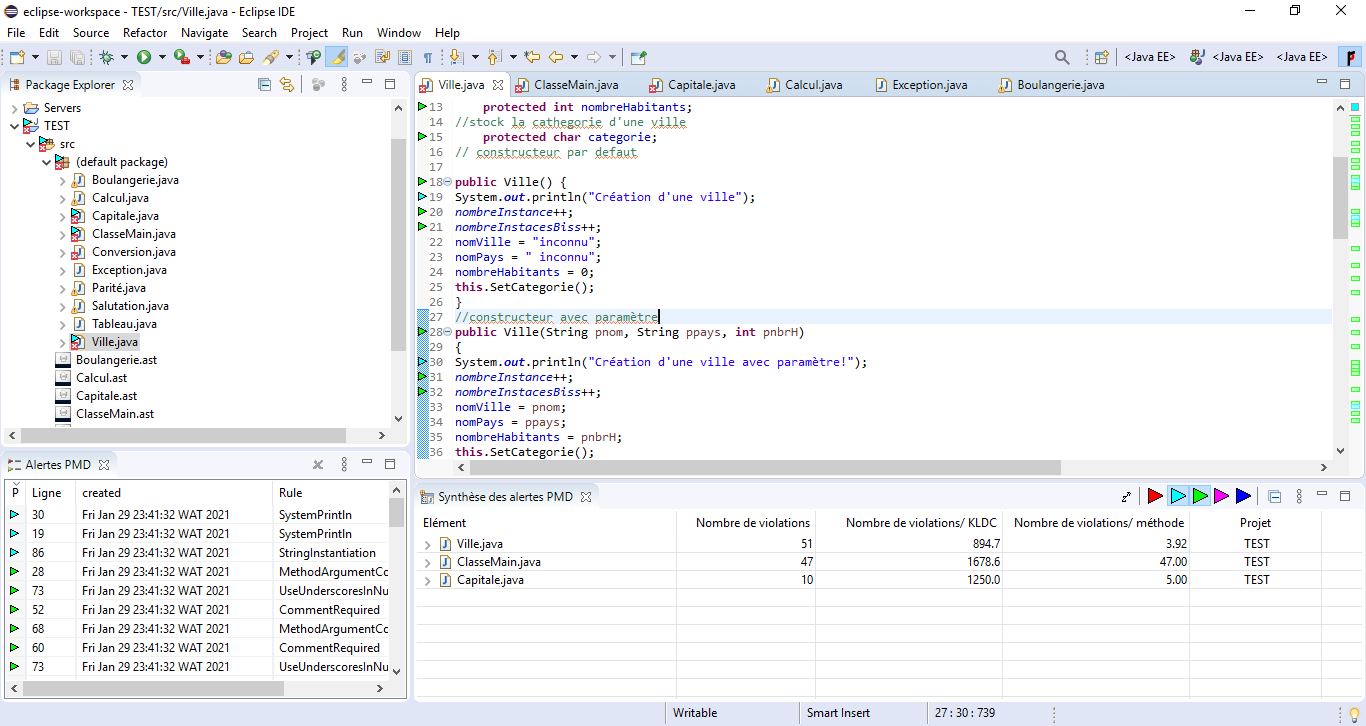 eclipse-workspace - TEST/src/Ville.java - Eclipse IDE
File Edit Source Refactor Navigate Search Project Run Window Help
<Java EE> <Java EE> <Java EE>
Package Explorer
Servers
TEST
src
(default package)
Boulangerie.java
Calcul.java
Capitale.java
ClasseMain.java
Conversion.java
Exception.java
Parité.java
Salutation.java
Tableau.java
Ville.java
Boulangerie.ast
Calcul.ast
Capitale.ast
ClasseMain.ast
Ville.java ClasseMain.java Capitale.java Calcul.java Exception.java Boulangerie.java
13 protected int nombreHabitants;
14 //stock la cathegorie d'une ville
15 protected char categorie;
16 // constructeur par defaut
17
18 public Ville() {
19 System.out.println("Création d'une ville");
20 nombreInstance++;
21 nombreInstacesBiss++;
22 nomVille = "inconnu";
23 nomPays = " inconnu";
24 nombreHabitants = 0;
25 this.SetCategorie();
26 }
27 //constructeur avec paramètre
28 public Ville(String pnom, String ppays, int pnbrH)
29 {
30 System.out.println("Création d'une ville avec paramètre!");
31 nombreInstance++;
32 nombreInstacesBiss++;
33 nomVille = pnom;
34 nomPays = ppays;
35 nombreHabitants = pnbrH;
36 this.SetCategorie();
Alertes PMD
P Ligne created Rule
30 Fri Jan 29 23:41:32 WAT 2021 SystemPrintln
19 Fri Jan 29 23:41:32 WAT 2021 SystemPrintln
86 Fri Jan 29 23:41:32 WAT 2021 StringInstantiation
28 Fri Jan 29 23:41:32 WAT 2021 MethodArgumentCo
73 Fri Jan 29 23:41:32 WAT 2021 UseUnderscoresInNu
52 Fri Jan 29 23:41:32 WAT 2021 CommentRequired
68 Fri Jan 29 23:41:32 WAT 2021 MethodArgumentCo
60 Fri Jan 29 23:41:32 WAT 2021 CommentRequired
73 Fri Jan 29 23:41:32 WAT 2021 UseUnderscoresInNu
Synthèse des alertes PMD
Elément Nombre de violations Nombre de violations/ KLDC Nombre de violations/ méthode Projet
Ville.java 51 894.7 3.92 TEST
ClasseMain.java 47 1678.6 47.00 TEST
Capitale.java 10 1250.0 5.00 TEST
Writable Smart Insert 27 : 30 : 739